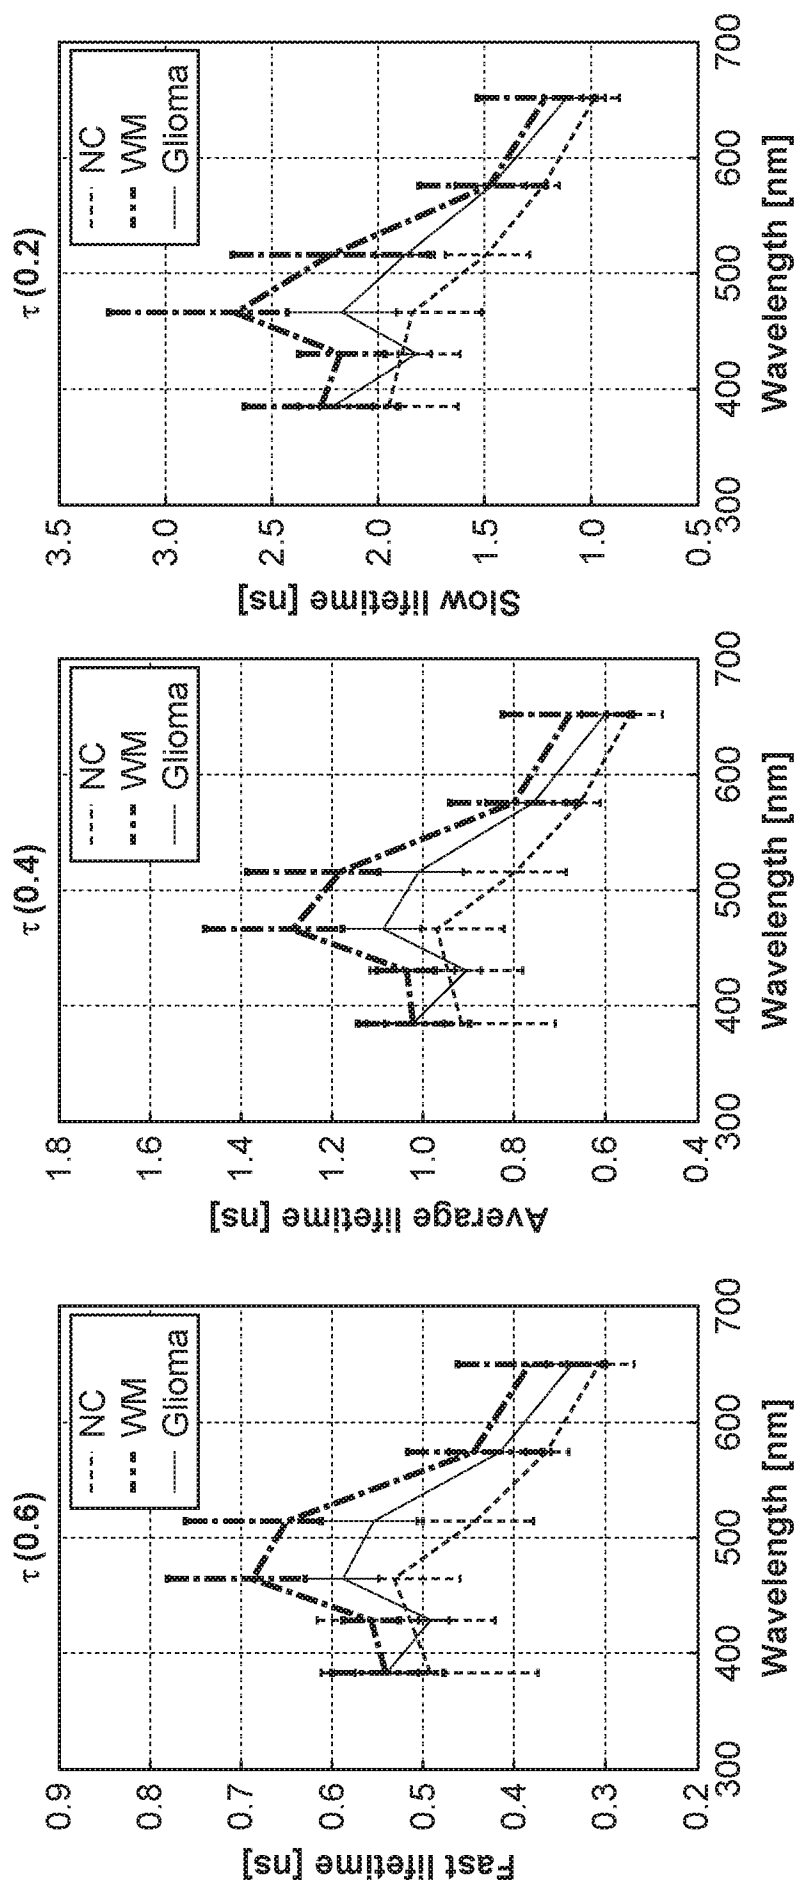 τ (0.6)
Fast lifetime [ns]
0.9
0.8
0.7
0.6
0.5
0.4
0.3
0.2
NC
WM
Glioma
300
400
500
600
700
Wavelength [nm]
τ (0.4)
Average lifetime [ns]
1.8
1.6
1.4
1.2
1.0
0.8
0.6
0.4
NC
WM
Glioma
300
400
500
600
700
Wavelength [nm]
τ (0.2)
Slow lifetime [ns]
3.5
3.0
2.5
2.0
1.5
1.0
0.5
NC
WM
Glioma
300
400
500
600
700
Wavelength [nm]